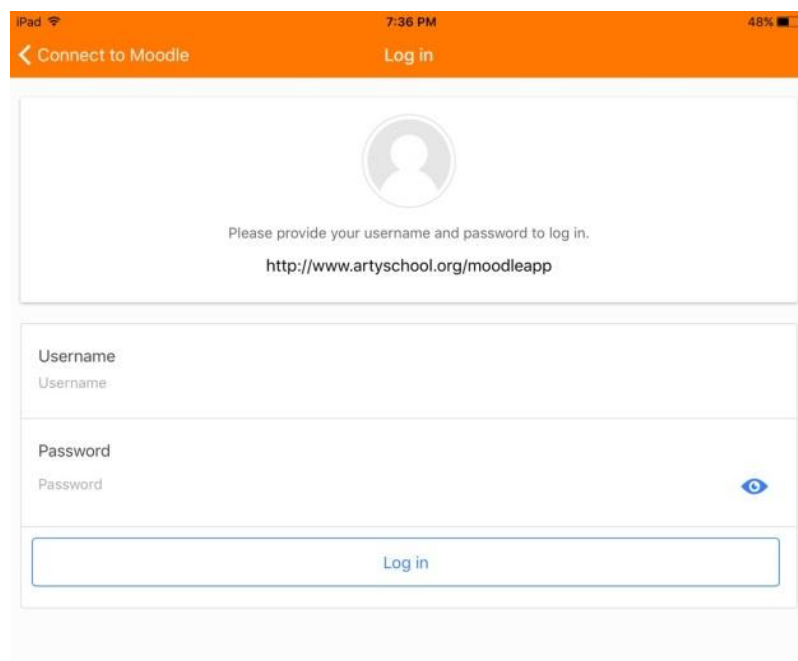 iPad 7:36 PM 48%
Connect to Moodle Log in
Please provide your username and password to log in.
http://www.artyschool.org/moodleapp
Username
Username
Password
Password
Log in